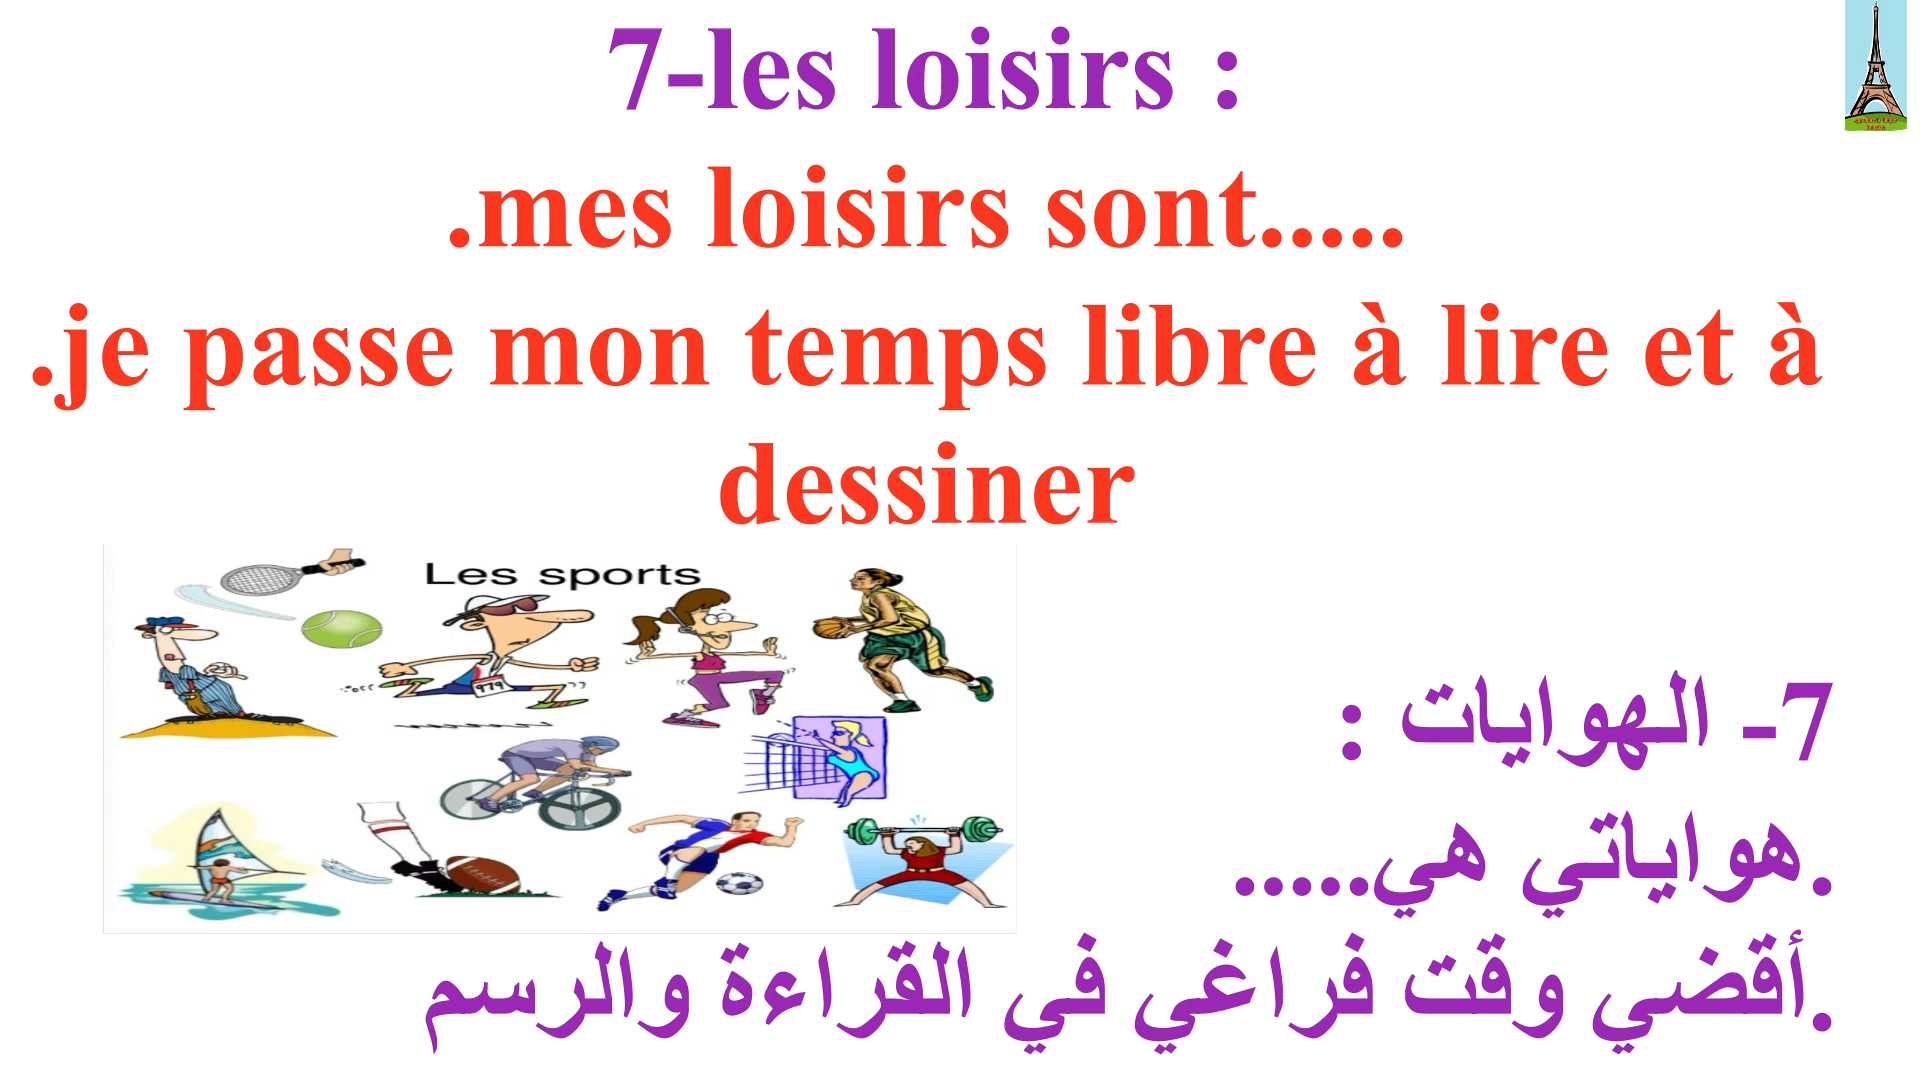 7-les loisirs :
.mes loisirs sont.....
.je passe mon temps libre à lire et à
dessiner
Les sports
979
7- الهوايات :
.هواياتي هي.....
.أقضي وقت فراغي في القراءة والرسم